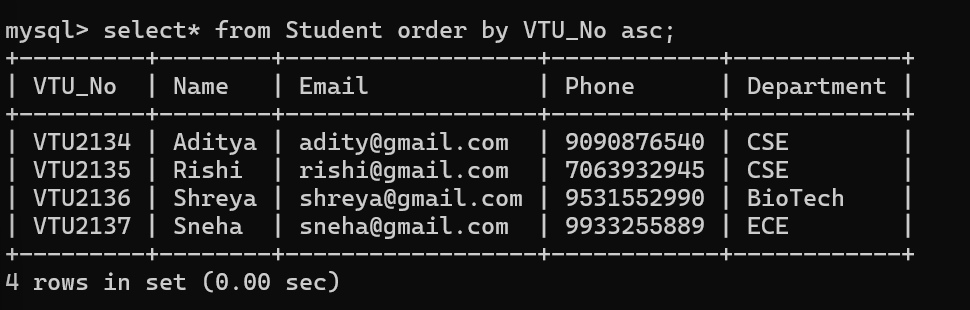 mysql> select* from Student order by VTU_No asc;
+---------+--------+------------------+------------+------------+
| VTU_No  | Name   | Email            | Phone      | Department |
+---------+--------+------------------+------------+------------+
| VTU2134 | Aditya | adity@gmail.com  | 9090876540 | CSE        |
| VTU2135 | Rishi  | rishi@gmail.com  | 7063932945 | CSE        |
| VTU2136 | Shreya | shreya@gmail.com | 9531552990 | BioTech    |
| VTU2137 | Sneha  | sneha@gmail.com  | 9933255889 | ECE        |
+---------+--------+------------------+------------+------------+
4 rows in set (0.00 sec)